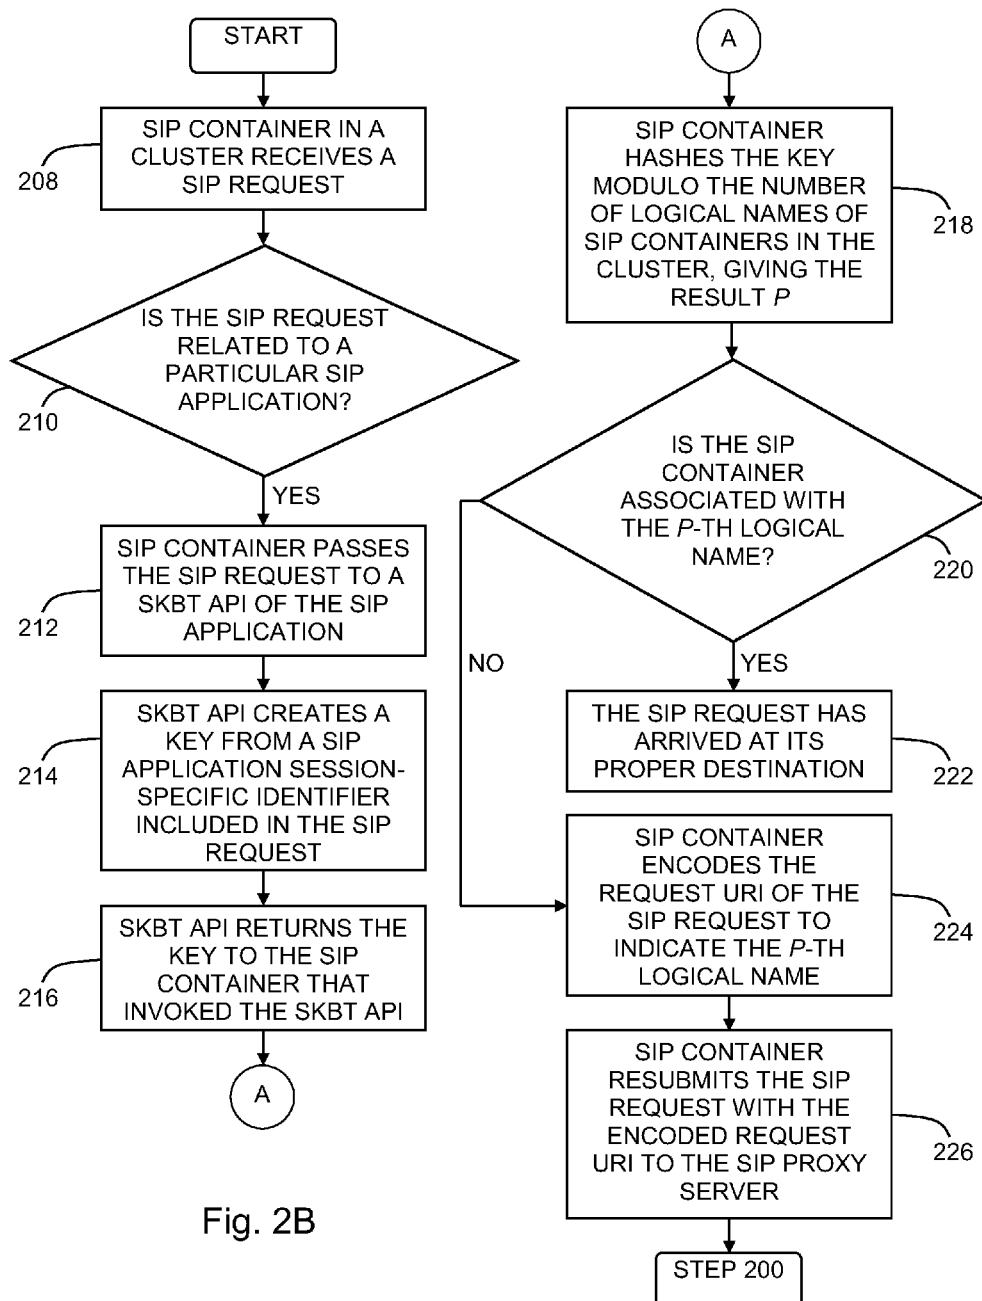 START
SIP CONTAINER IN A
CLUSTER RECEIVES A
SIP REQUEST
208
IS THE SIP REQUEST
RELATED TO A
PARTICULAR SIP
APPLICATION?
210
YES
SIP CONTAINER PASSES
THE SIP REQUEST TO A
SKBT API OF THE SIP
APPLICATION
212
SKBT API CREATES A
KEY FROM A SIP
APPLICATION SESSION-
SPECIFIC IDENTIFIER
INCLUDED IN THE SIP
REQUEST
214
SKBT API RETURNS THE
KEY TO THE SIP
CONTAINER THAT
INVOKED THE SKBT API
216
A
Fig. 2B
A
SIP CONTAINER
HASHES THE KEY
MODULO THE NUMBER
OF LOGICAL NAMES OF
SIP CONTAINERS IN THE
CLUSTER, GIVING THE
RESULT P
218
IS THE SIP
CONTAINER
ASSOCIATED WITH
THE P-TH LOGICAL
NAME?
220
NO
YES
THE SIP REQUEST HAS
ARRIVED AT ITS
PROPER DESTINATION
222
SIP CONTAINER
ENCODES THE
REQUEST URI OF THE
SIP REQUEST TO
INDICATE THE P-TH
LOGICAL NAME
224
SIP CONTAINER
RESUBMITS THE SIP
REQUEST WITH THE
ENCODED REQUEST
URI TO THE SIP PROXY
SERVER
226
STEP 200